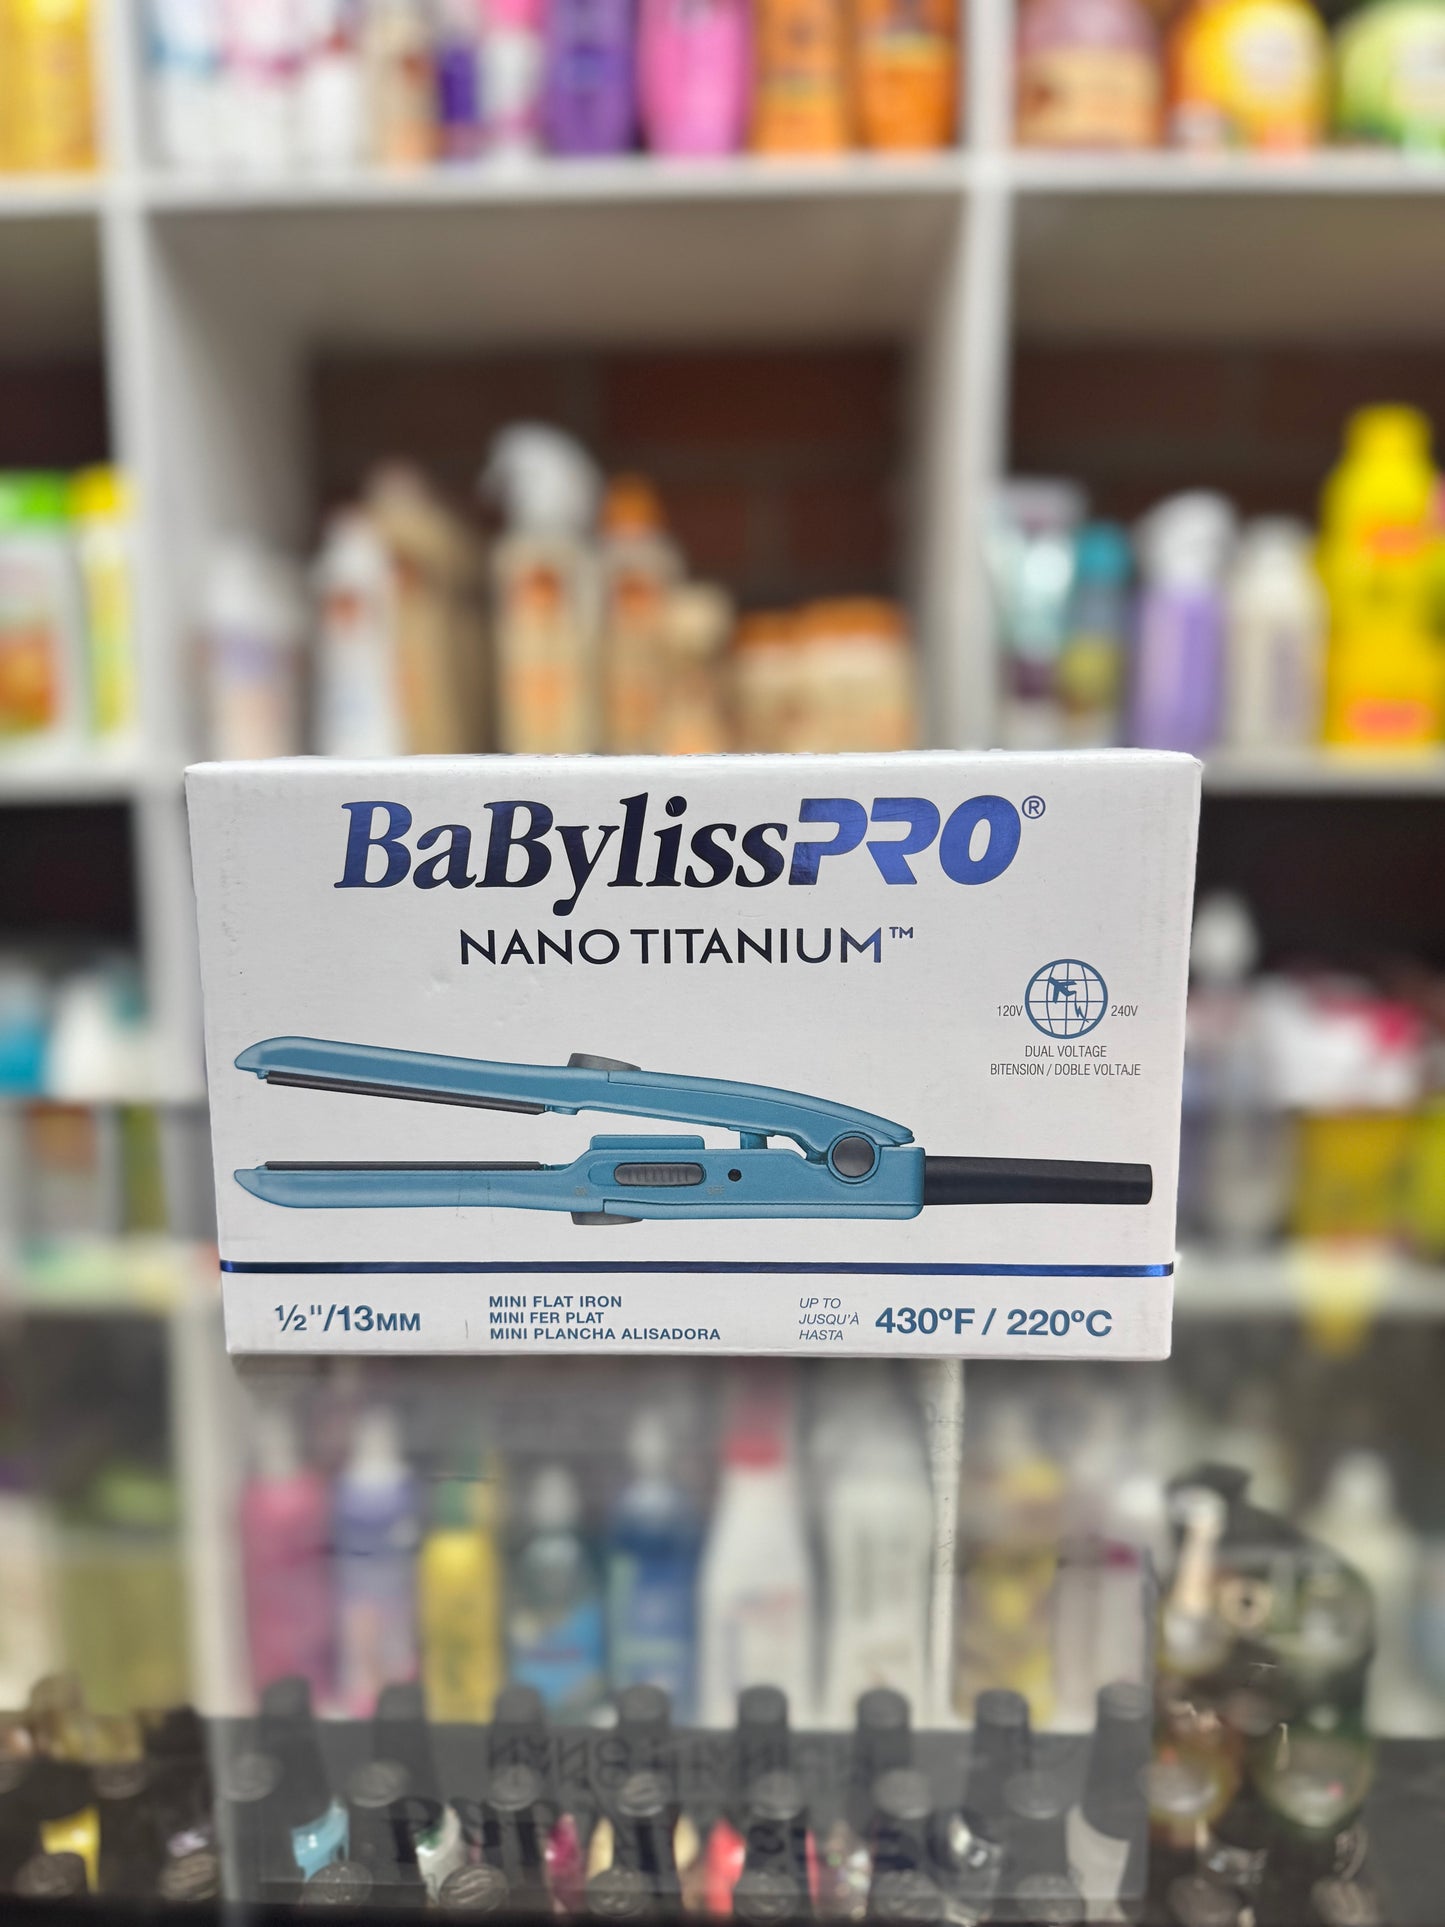 BaBylissPRO®
NANO TITANIUM™
120V 240V
DUAL VOLTAGE
BITENSION / DOBLE VOLTAJE
½"/13MM
MINI FLAT IRON
MINI FER PLAT
MINI PLANCHA ALISADORA
UP TO
JUSQU'À
HASTA
430ºF / 220ºC